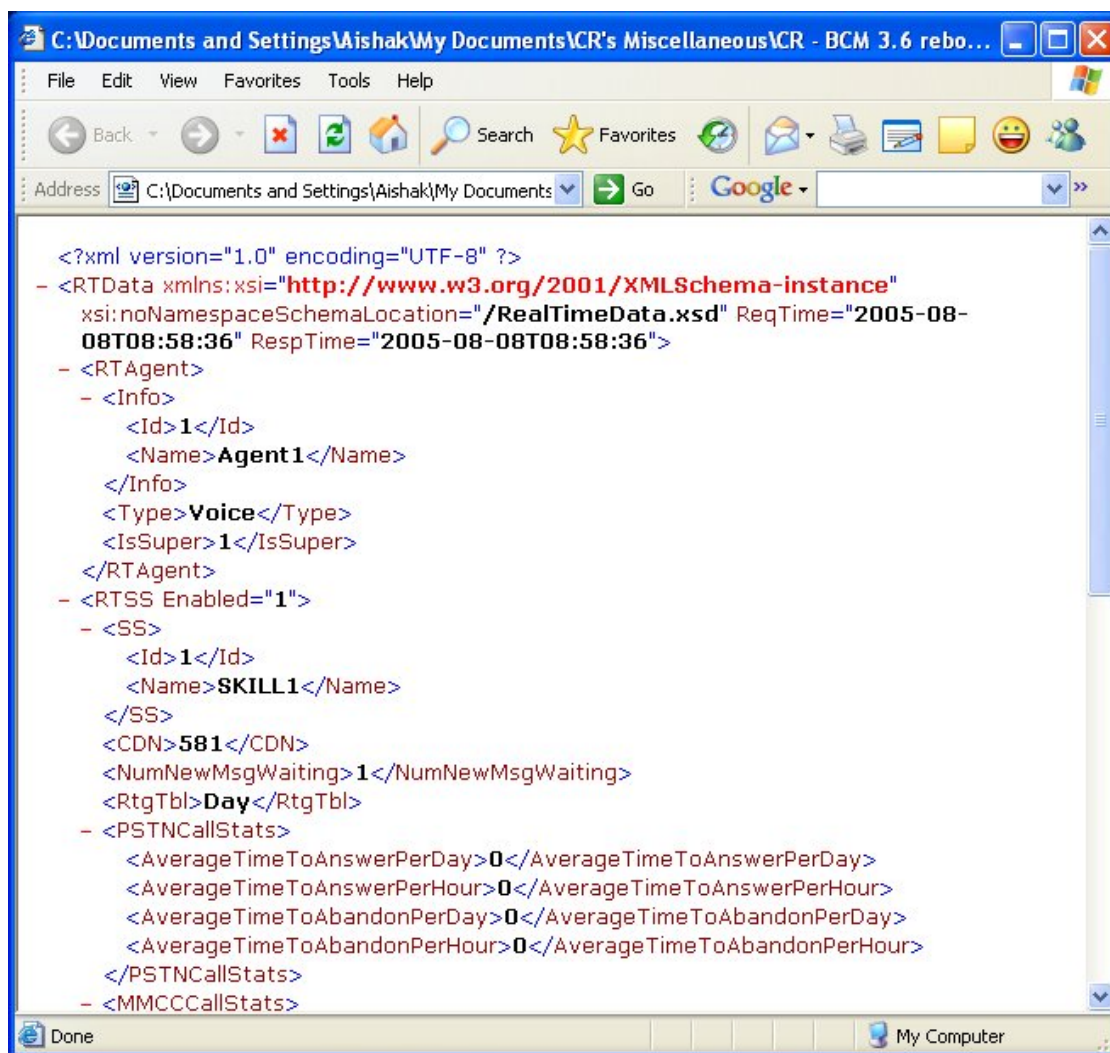 C:\Documents and Settings\Aishak\My Documents\CR's Miscellaneous\CR - BCM 3.6 rebo...
File Edit View Favorites Tools Help
Back Search Favorites
Address C:\Documents and Settings\Aishak\My Documents Go Google
<?xml version="1.0" encoding="UTF-8" ?>
- <RTData xmlns:xsi="http://www.w3.org/2001/XMLSchema-instance"
xsi:noNamespaceSchemaLocation="/RealTimeData.xsd" ReqTime="2005-08-
08T08:58:36" RespTime="2005-08-08T08:58:36">
- <RTAgent>
- <Info>
<Id>1</Id>
<Name>Agent1</Name>
</Info>
<Type>Voice</Type>
<IsSuper>1</IsSuper>
</RTAgent>
- <RTSS Enabled="1">
- <SS>
<Id>1</Id>
<Name>SKILL1</Name>
</SS>
<CDN>581</CDN>
<NumNewMsgWaiting>1</NumNewMsgWaiting>
<RtgTbl>Day</RtgTbl>
- <PSTNCallStats>
<AverageTimeToAnswerPerDay>0</AverageTimeToAnswerPerDay>
<AverageTimeToAnswerPerHour>0</AverageTimeToAnswerPerHour>
<AverageTimeToAbandonPerDay>0</AverageTimeToAbandonPerDay>
<AverageTimeToAbandonPerHour>0</AverageTimeToAbandonPerHour>
</PSTNCallStats>
- <MMCCCallStats>
Done My Computer